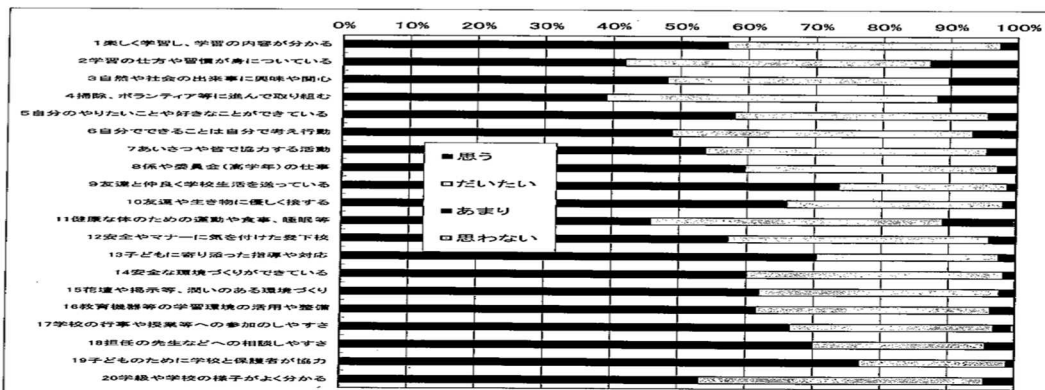 0% 10% 20% 30% 40% 50% 60% 70% 80% 90% 100%
1楽しく学習し、学習の内容が分かる
2学習の仕方や習慣が身についている
3自然や社会の出来事に興味や関心
4掃除、ボランティア等に進んで取り組む
5自分のやりたいことや好きなことができている
6自分でできることは自分で考え行動
7あいさつや皆で協力する活動
8係や委員会(高学年)の仕事
9友達と仲良く学校生活を送っている
10友達や生き物に優しく接する
11健康な体のための運動や食事、睡眠等
12安全やマナーに気を付けた登下校
13子どもに寄り添った指導や対応
14安全な環境づくりができている
15花壇や掲示等、潤いのある環境づくり
16教育機器等の学習環境の活用や整備
17学校の行事や授業等への参加のしやすさ
18担任の先生などへの相談しやすさ
19子どものために学校と保護者が協力
20学級や学校の様子がよく分かる
思う
だいたい
あまり
思わない